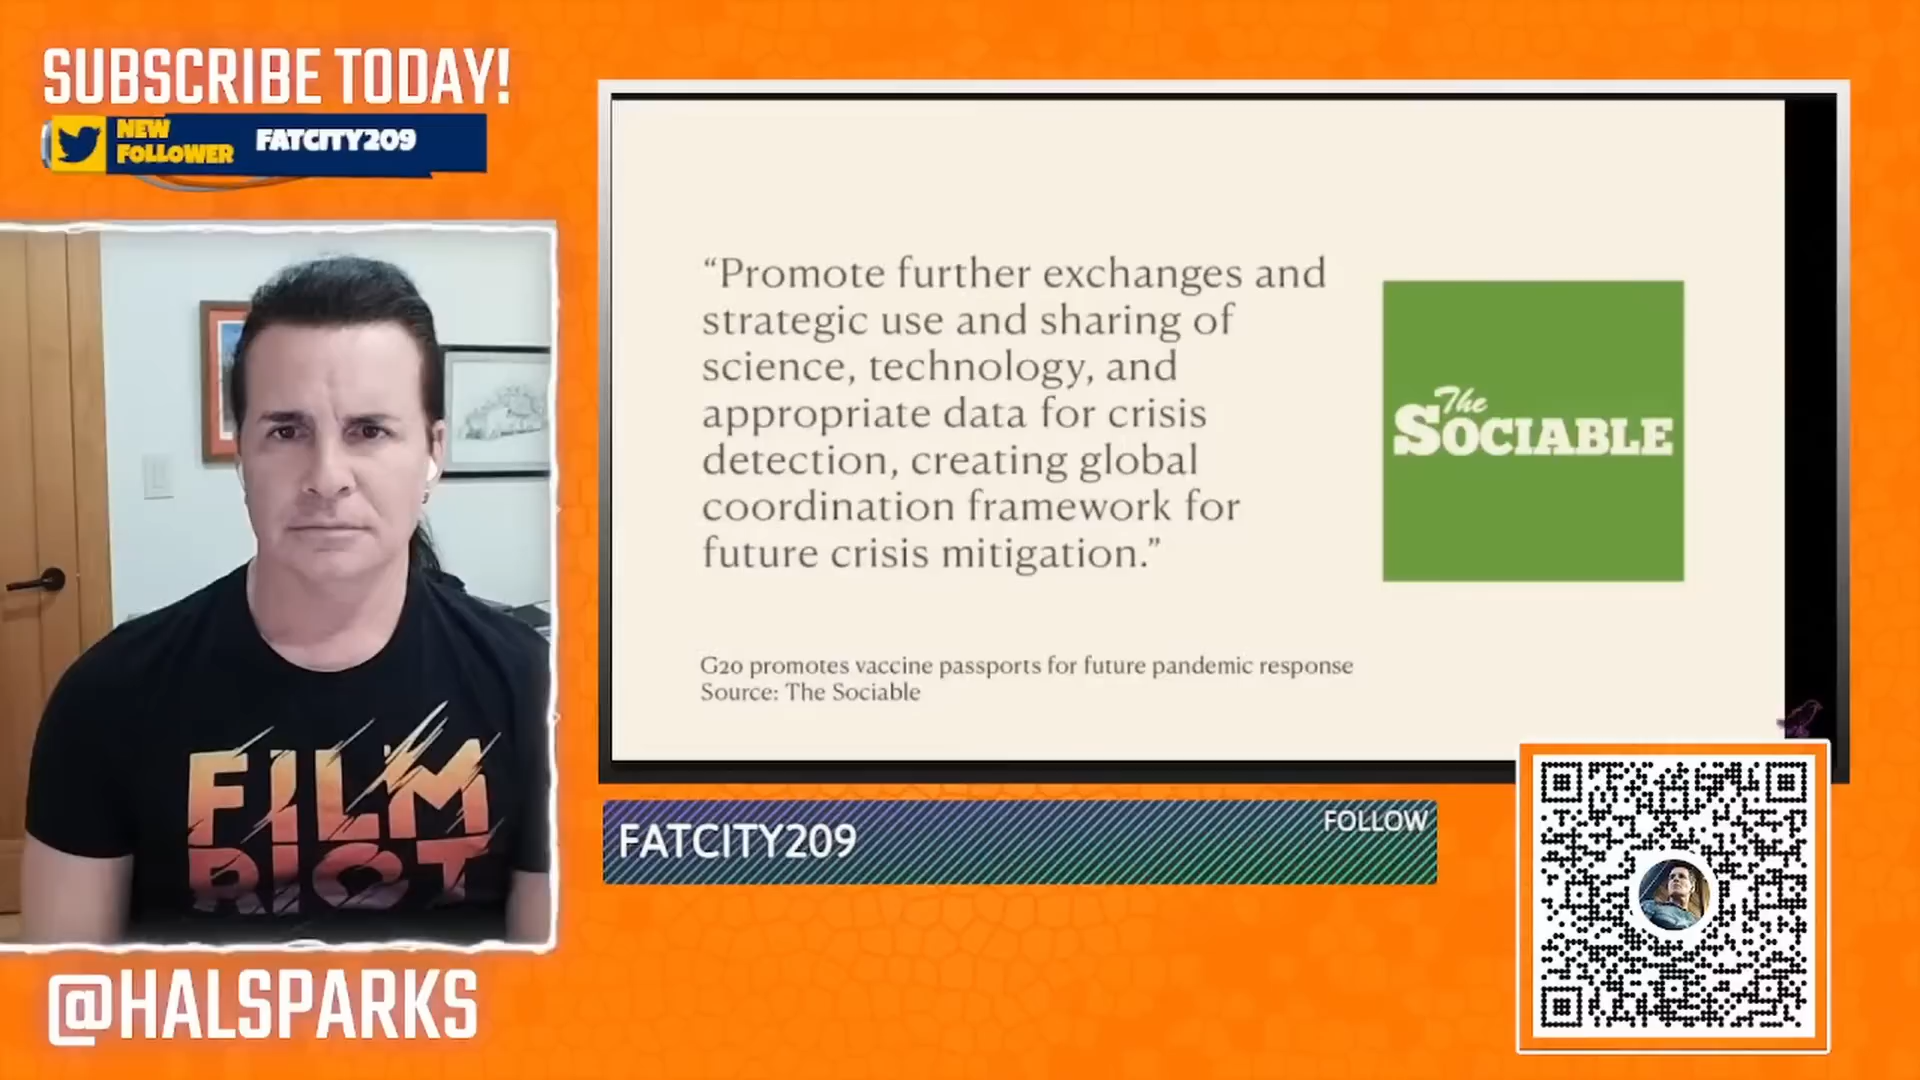 SUBSCRIBE TODAY!
NEW
FOLLOWER
FATCITY209
“Promote further exchanges and
strategic use and sharing of
science, technology, and
appropriate data for crisis
detection, creating global
coordination framework for
future crisis mitigation.”
The
SOCIABLE
G20 promotes vaccine passports for future pandemic response
Source: The Sociable
FATCITY209
FOLLOW
FILM
RIOT
@HALSPARKS